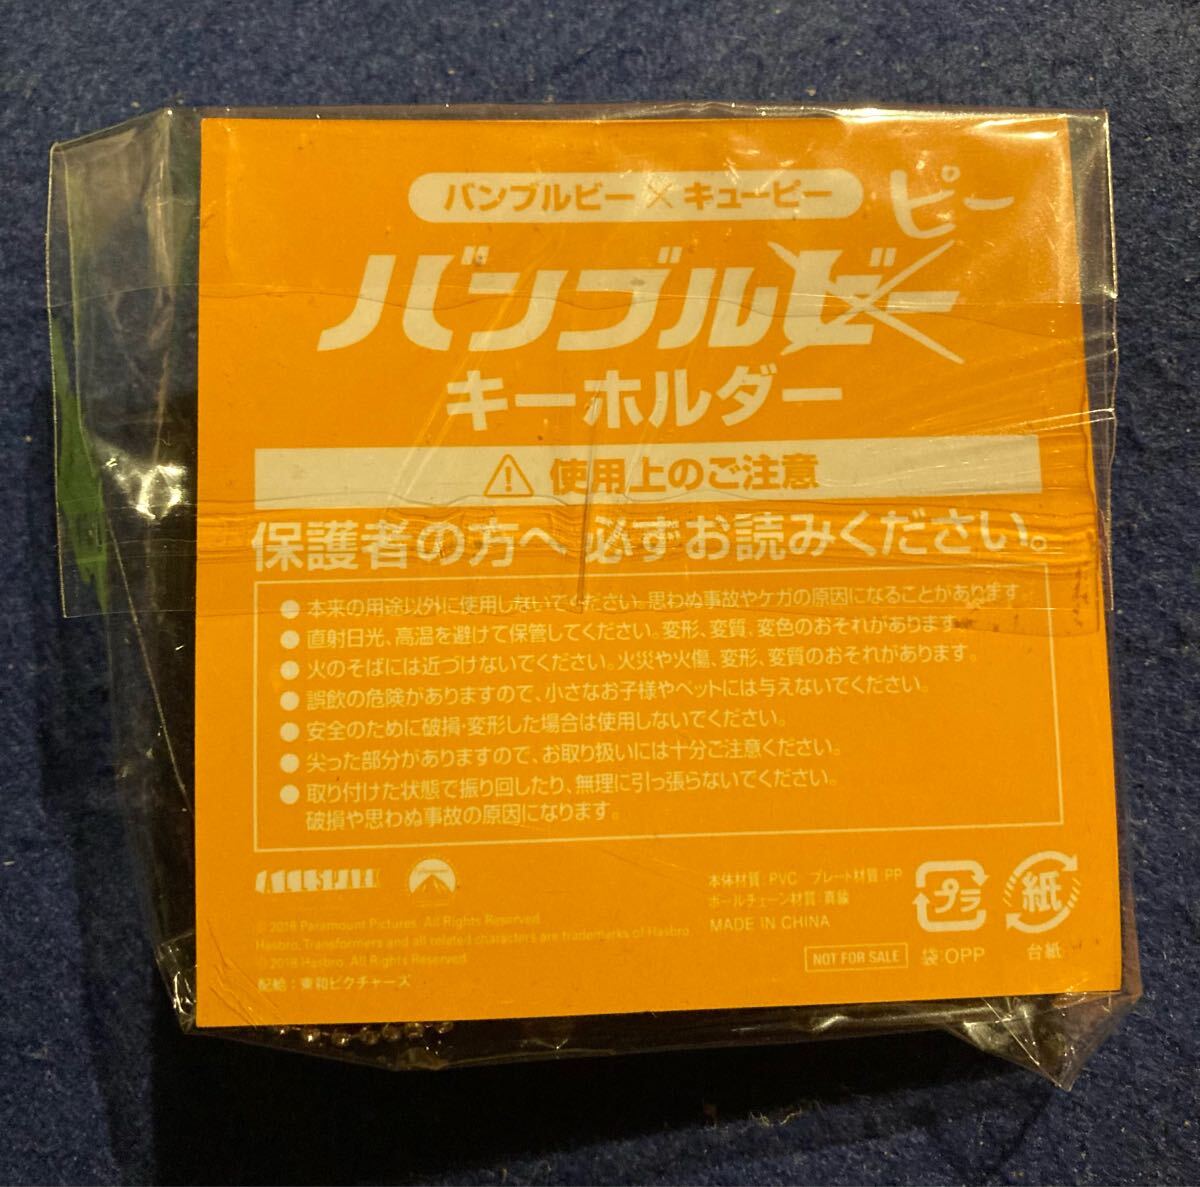 バンブルビー×キューピー
ピー
バンブルビー
キーホルダー
使用上のご注意
保護者の方へ 必ずお読みください。
● 本来の用途以外に使用しないでください。思わぬ事故やケガの原因になることがあります。
● 直射日光、高温を避けて保管してください。変形、変質、変色のおそれがあります。
● 火のそばには近づけないでください。火災や火傷、変形、変質のおそれがあります。
● 誤飲の危険がありますので、小さなお子様やペットには与えないでください。
● 安全のために破損・変形した場合は使用しないでください。
● 尖った部分がありますので、お取り扱いには十分ご注意ください。
● 取り付けた状態で振り回したり、無理に引っ張らないでください。
破損や思わぬ事故の原因になります。
ALLSPARK
© 2018 Paramount Pictures. All Rights Reserved.
Hasbro, Transformers and all related characters are trademarks of Hasbro.
© 2018 Hasbro. All Rights Reserved.
配給：東和ピクチャーズ
本体材質：PVC プレート材質：PP
ボールチェーン材質：真鍮
MADE IN CHINA
NOT FOR SALE
プラ
袋：OPP
紙
台紙